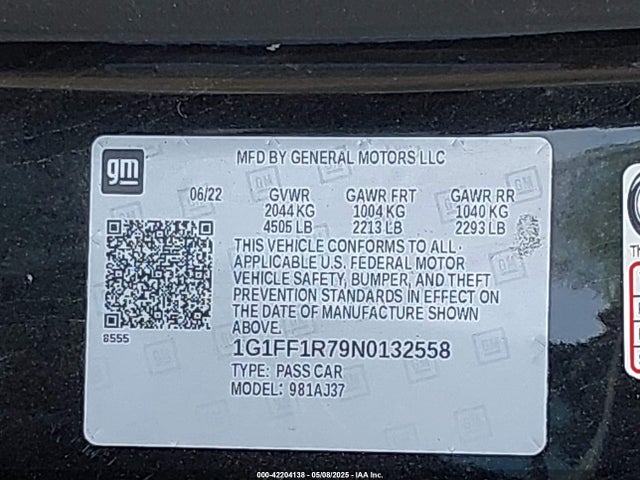 gm
MFD BY GENERAL MOTORS LLC
06/22 GVWR GAWR FRT GAWR RR
2044 KG 1004 KG 1040 KG
4505 LB 2213 LB 2293 LB
THIS VEHICLE CONFORMS TO ALL
APPLICABLE U.S. FEDERAL MOTOR
VEHICLE SAFETY, BUMPER, AND THEFT
PREVENTION STANDARDS IN EFFECT ON
THE DATE OF MANUFACTURE SHOWN
ABOVE.
8555
1G1FF1R79N0132558
TYPE: PASS CAR
MODEL: 981AJ37
TH
000-42204138 - 05/08/2025 - IAA Inc.